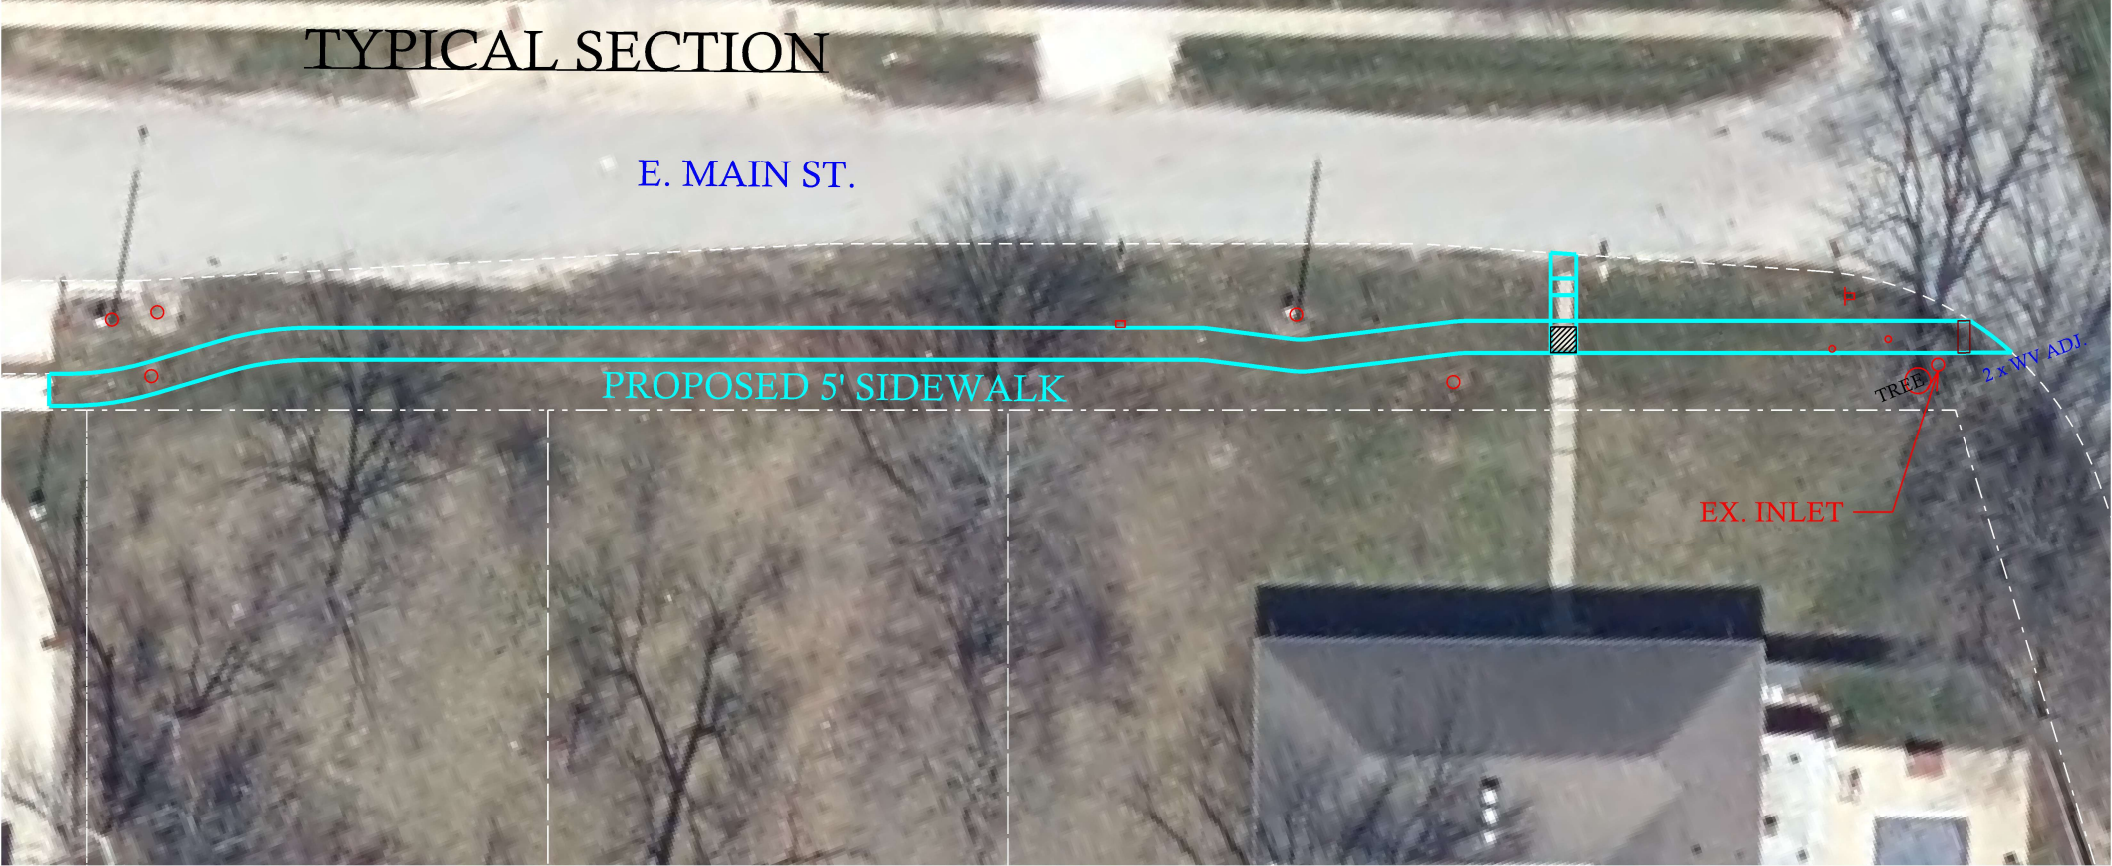 TYPICAL SECTION
E. MAIN ST.
PROPOSED 5' SIDEWALK
2 x WV ADJ.
TREE
EX. INLET